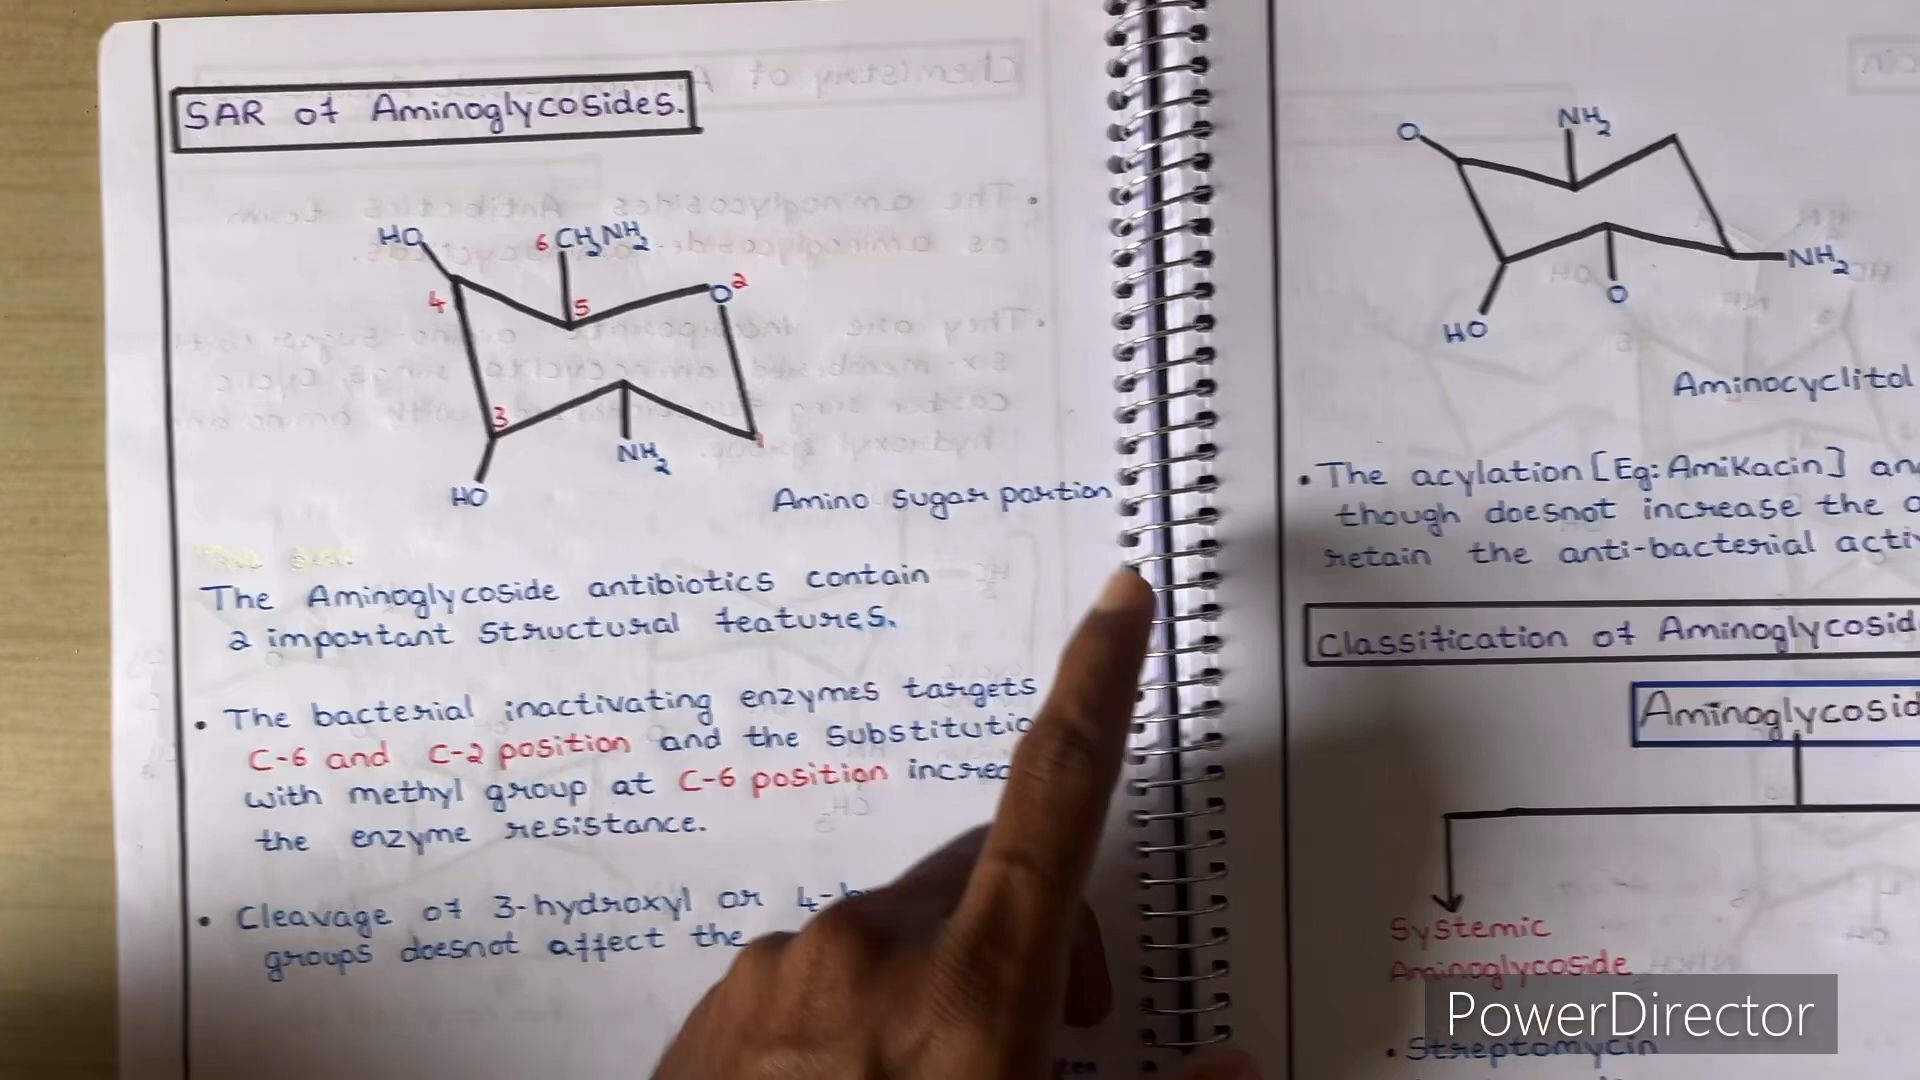 SAR of Aminoglycosides.
HO
6 CH2NH2
4
5
O 2
3
1
NH2
HO
Amino sugar portion
The Aminoglycoside antibiotics contain
2 important structural features.
• The bacterial inactivating enzymes targets
C-6 and C-2 position and the substitutio
with methyl group at C-6 position increa
the enzyme resistance.
• Cleavage of 3-hydroxyl or 4-h
groups doesnot affect the
O
NH2
NH2
O
HO
Aminocyclitol
• The acylation [Eg: Amikacin] an
though doesnot increase the
retain the anti-bacterial acti
Classification of Aminoglycosid
Aminoglycosid
Systemic
Aminoglycoside
• Streptomycin
PowerDirector